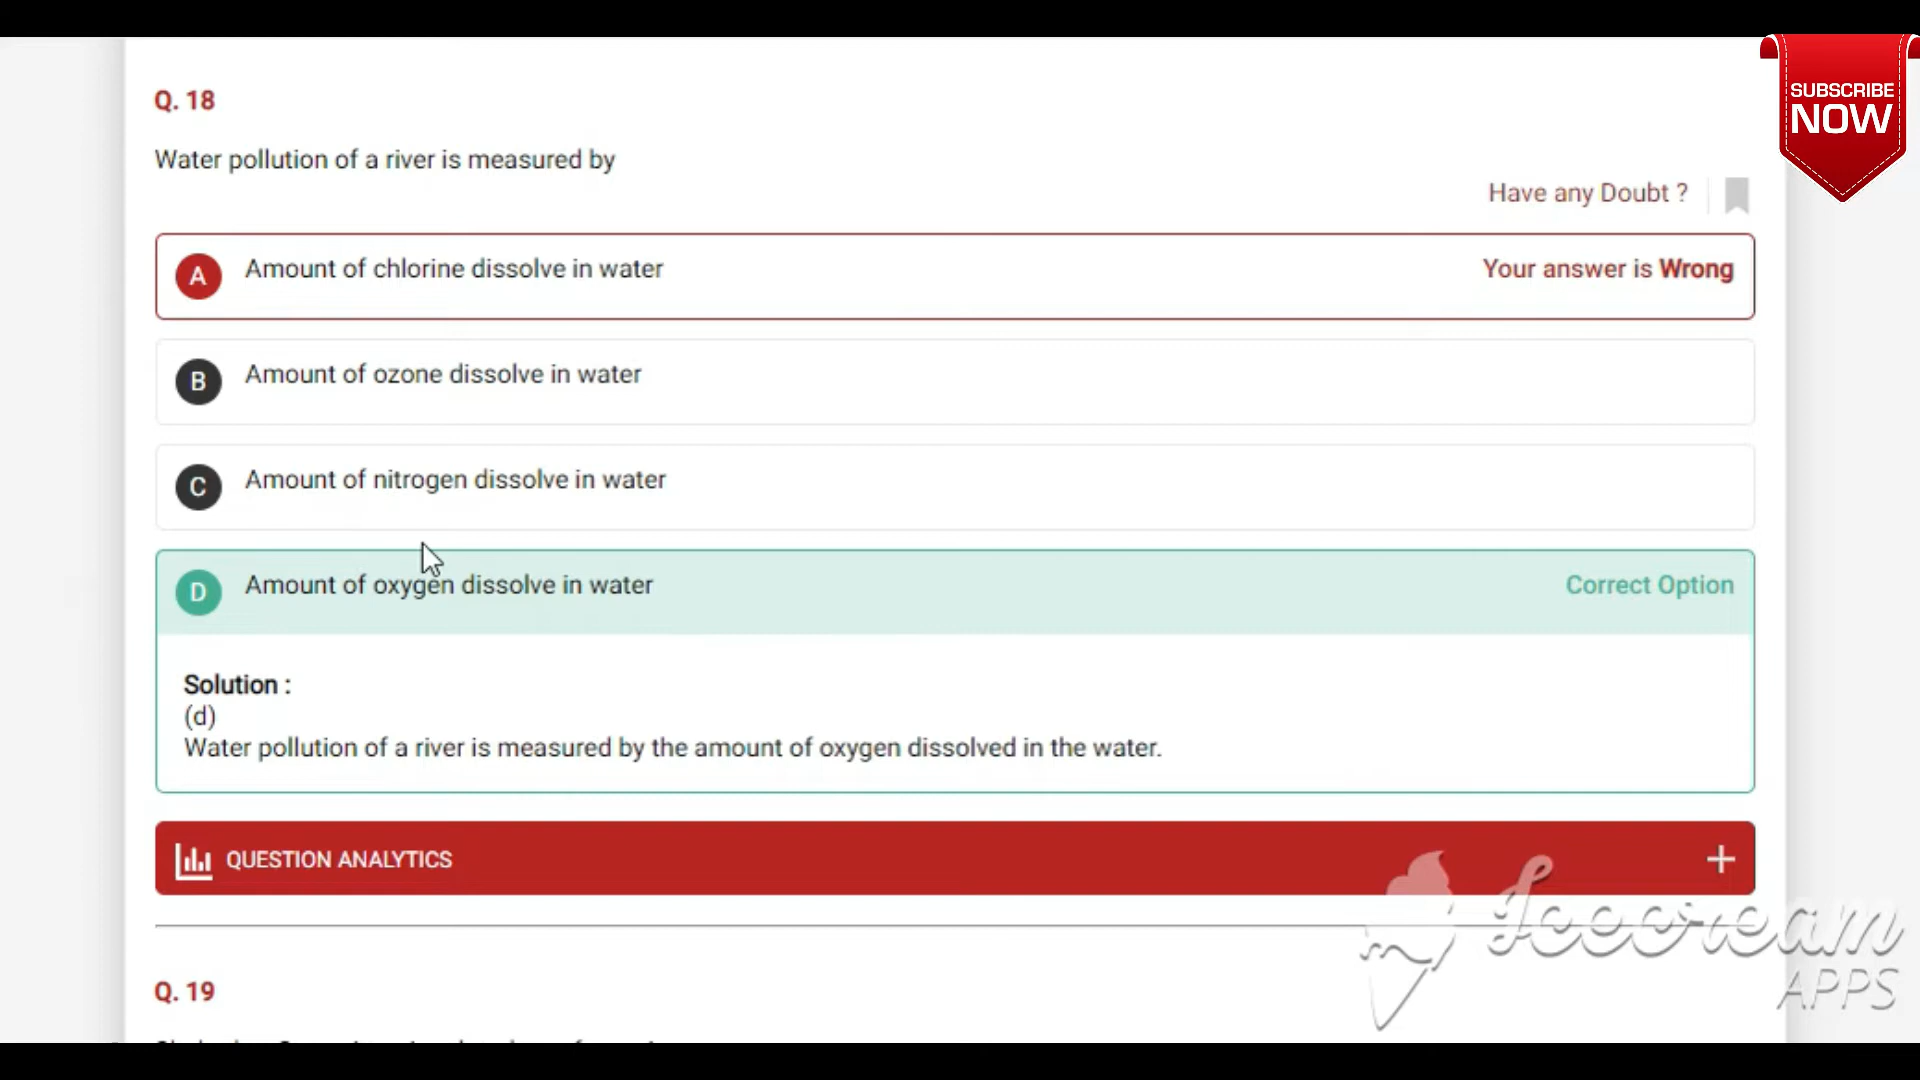 SUBSCRIBE
NOW
Q. 18
Water pollution of a river is measured by
Have any Doubt ?
A Amount of chlorine dissolve in water Your answer is Wrong
B Amount of ozone dissolve in water
C Amount of nitrogen dissolve in water
D Amount of oxygen dissolve in water Correct Option
Solution :
(d)
Water pollution of a river is measured by the amount of oxygen dissolved in the water.
QUESTION ANALYTICS +
Icecream
APPS
Q. 19